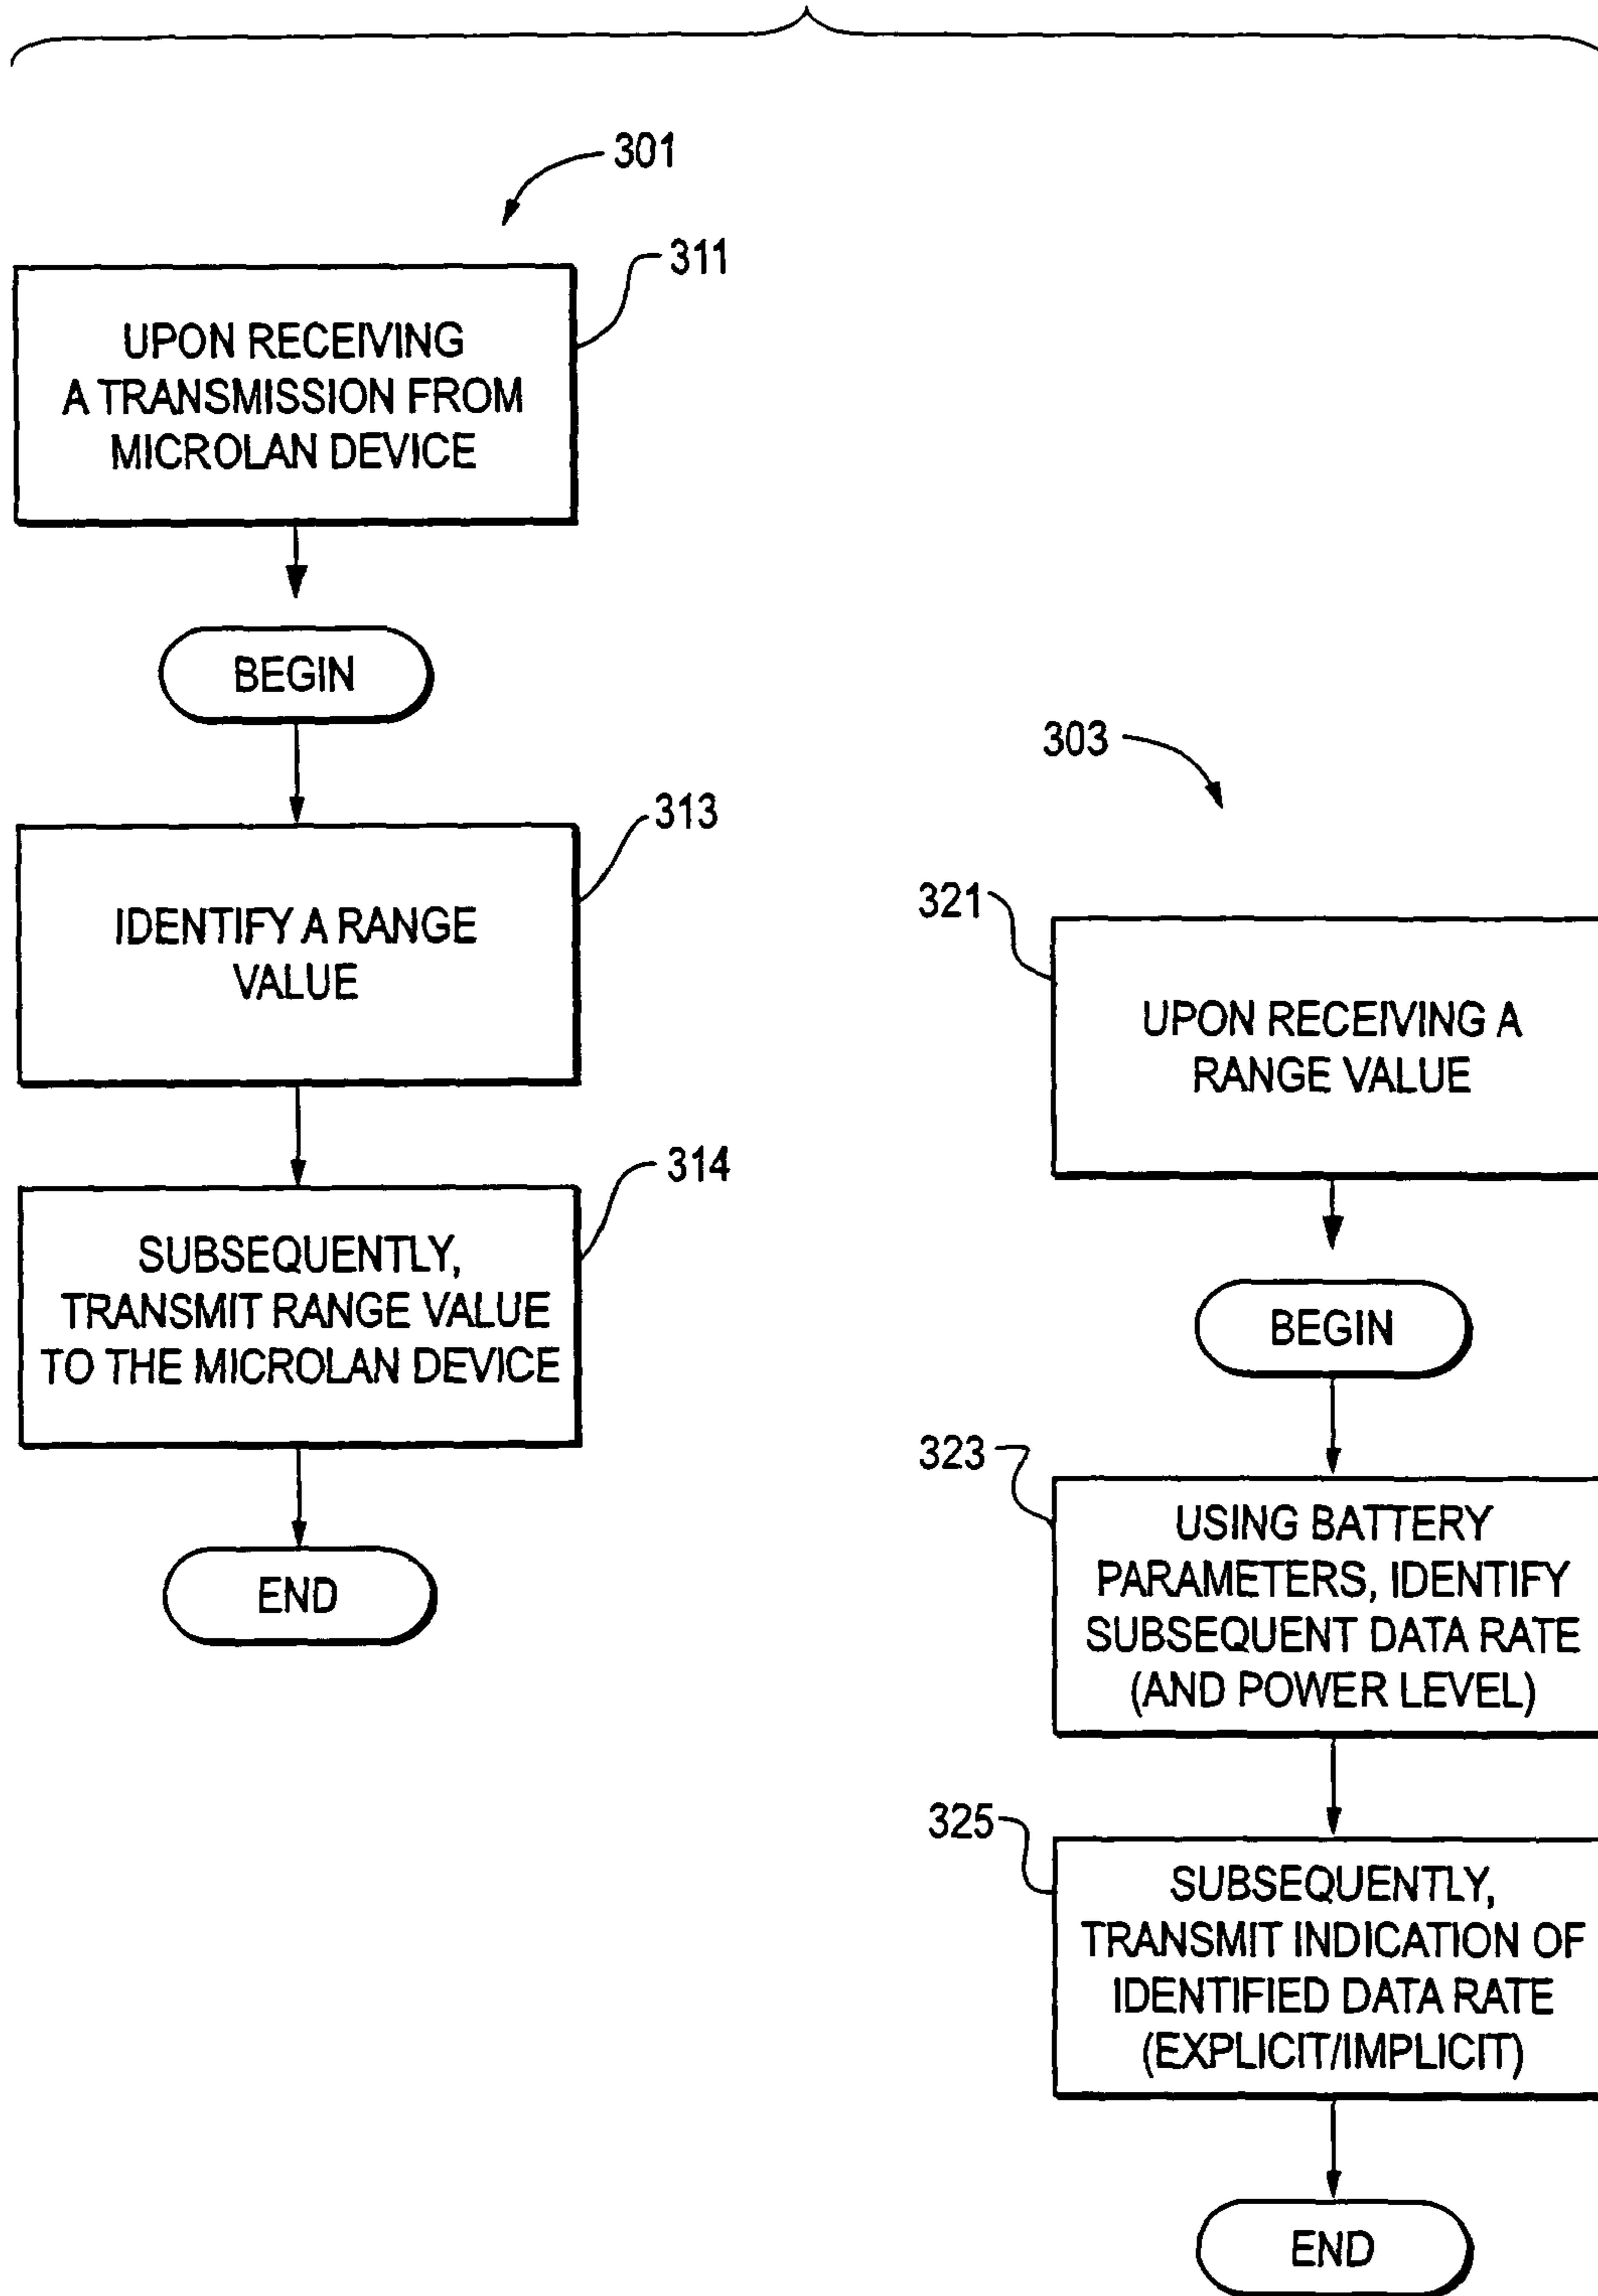 301
311
UPON RECEIVING
A TRANSMISSION FROM
MICROLAN DEVICE
BEGIN
313
IDENTIFY A RANGE
VALUE
314
SUBSEQUENTLY,
TRANSMIT RANGE VALUE
TO THE MICROLAN DEVICE
END
303
321
UPON RECEIVING A
RANGE VALUE
BEGIN
323
USING BATTERY
PARAMETERS, IDENTIFY
SUBSEQUENT DATA RATE
(AND POWER LEVEL)
325
SUBSEQUENTLY,
TRANSMIT INDICATION OF
IDENTIFIED DATA RATE
(EXPLICIT/IMPLICIT)
END